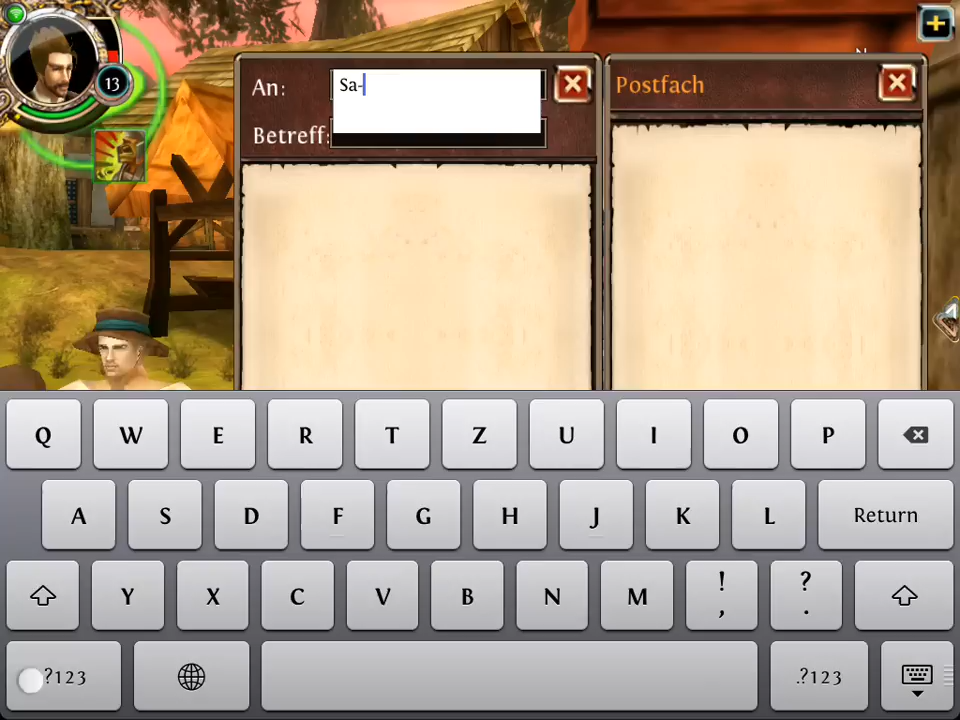 13
An: Sa-
Betreff:
Postfach
Q W E R T Z U I O P
A S D F G H J K L Return
Y X C V B N M ! , ? .
?123 .?123